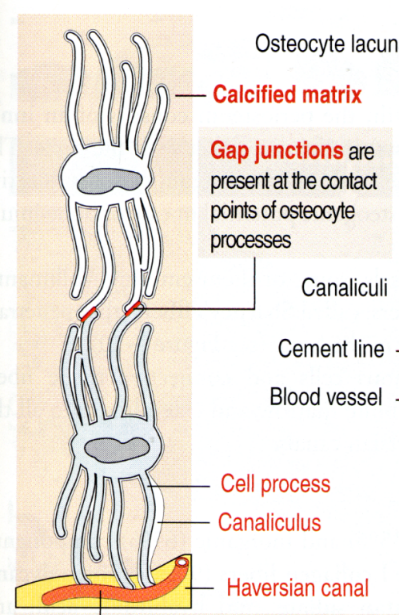 Osteocyte lacun
Calcified matrix
Gap junctions are
present at the contact
points of osteocyte
processes
Canaliculi
Cement line
Blood vessel
Cell process
Canaliculus
Haversian canal